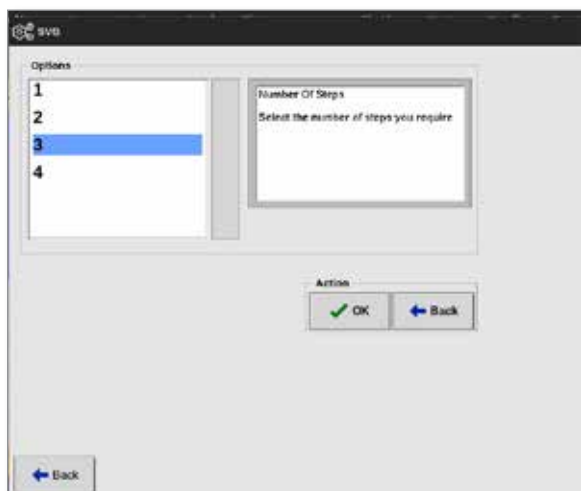 SVG
Options
1
2
3
4
Number Of Steps
Select the number of steps you require
Action
OK
Back
Back